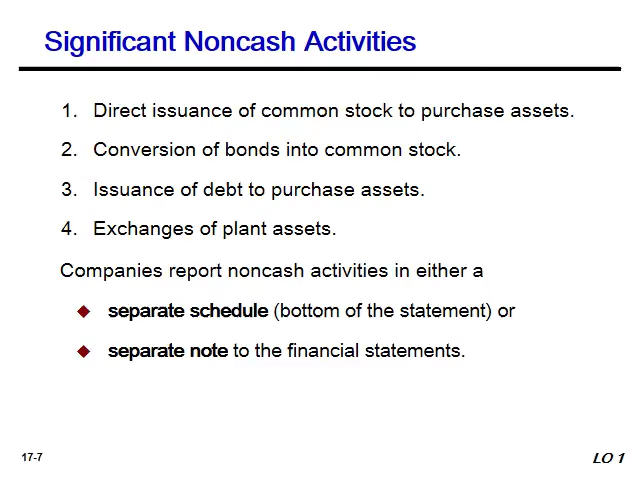 Significant Noncash Activities
1. Direct issuance of common stock to purchase assets.
2. Conversion of bonds into common stock.
3. Issuance of debt to purchase assets.
4. Exchanges of plant assets.
Companies report noncash activities in either a
◆ separate schedule (bottom of the statement) or
◆ separate note to the financial statements.
17-7
LO 1